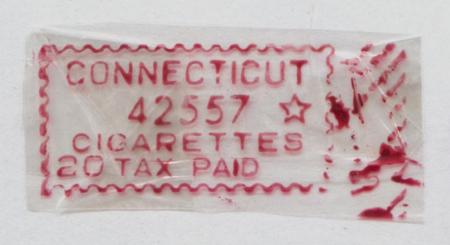 CONNECTICUT
42557 ☆
CIGARETTES
20 TAX PAID